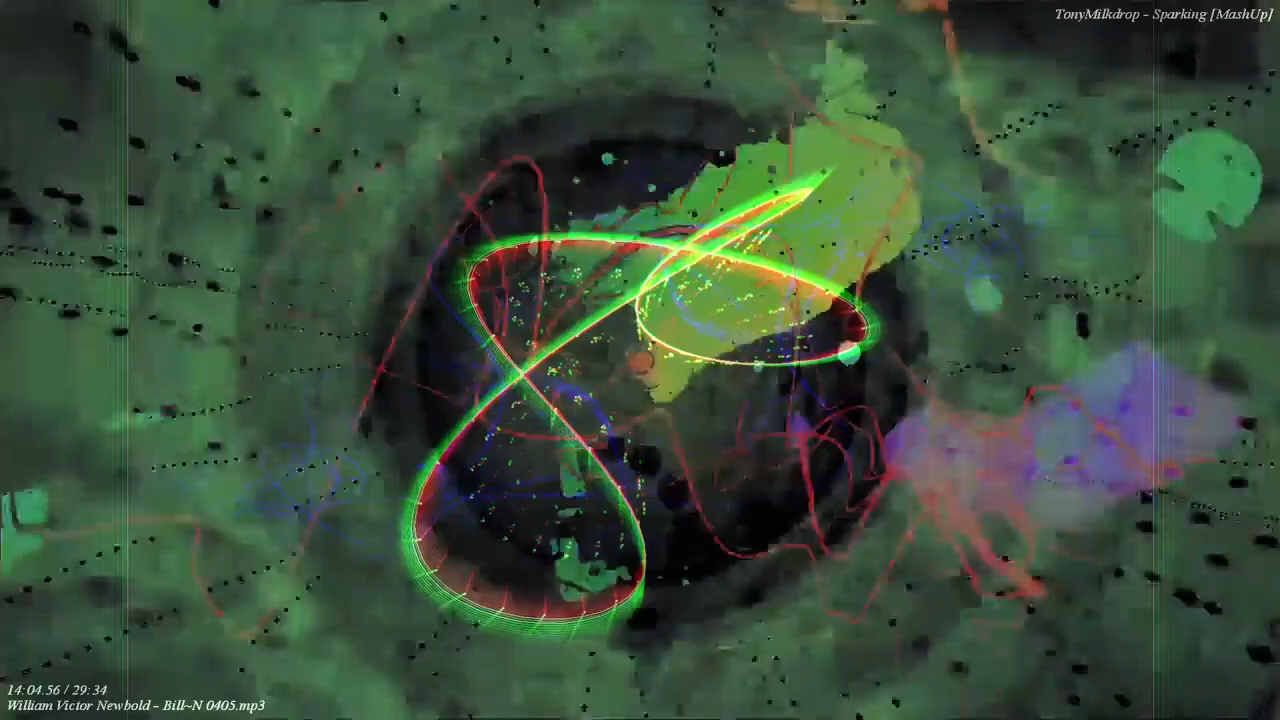 TonyMilkdrop - Sparking [MashUp]
14:04.56 / 29:34
William Victor Newbold - Bill~N 0405.mp3